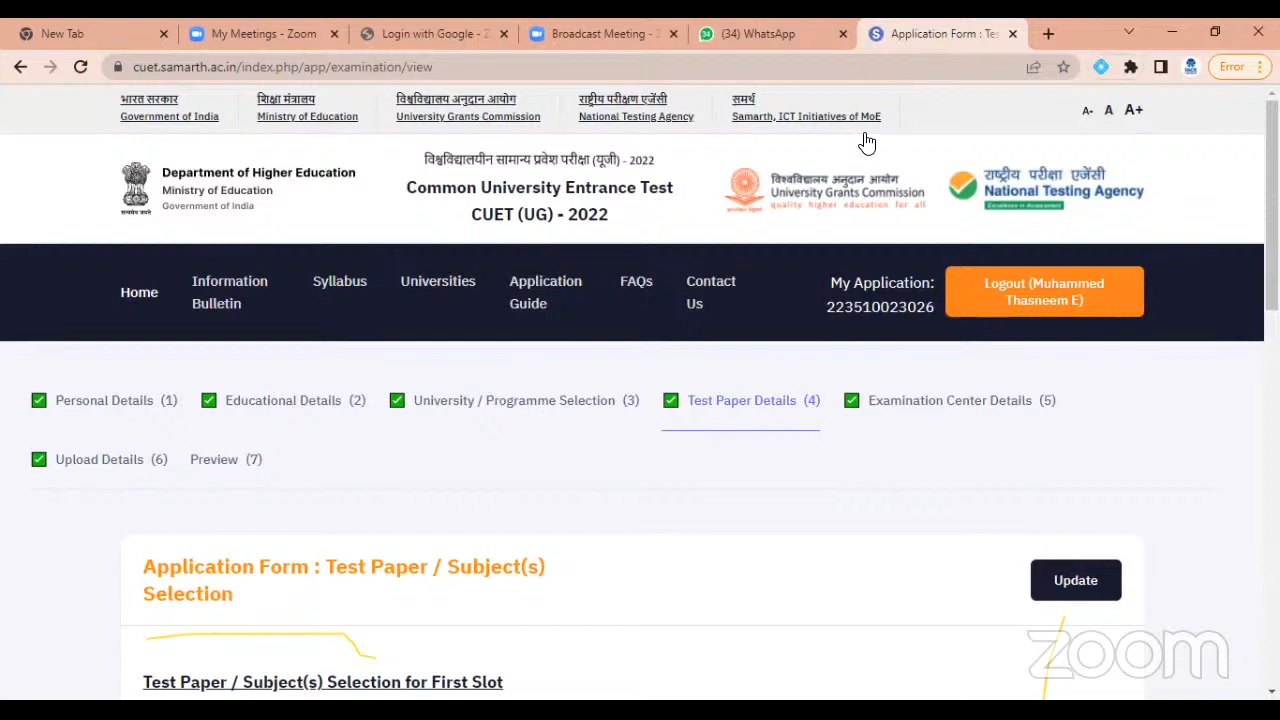 New Tab
My Meetings - Zoom
Login with Google - Z
Broadcast Meeting - Z
(34) WhatsApp
Application Form : Tes
cuet.samarth.ac.in/index.php/app/examination/view
Error
भारत सरकार
Government of India
शिक्षा मंत्रालय
Ministry of Education
विश्वविद्यालय अनुदान आयोग
University Grants Commission
राष्ट्रीय परीक्षण एजेंसी
National Testing Agency
समर्थ
Samarth, ICT Initiatives of MoE
A- A A+
Department of Higher Education
Ministry of Education
Government of India
विश्वविद्यालयीन सामान्य प्रवेश परीक्षा (यूजी) - 2022
Common University Entrance Test
CUET (UG) - 2022
विश्वविद्यालय अनुदान आयोग
University Grants Commission
quality higher education for all
राष्ट्रीय परीक्षा एजेंसी
National Testing Agency
Excellence in Assessment
Home
Information
Bulletin
Syllabus
Universities
Application
Guide
FAQs
Contact
Us
My Application:
223510023026
Logout (Muhammed
Thasneem E)
Personal Details (1)
Educational Details (2)
University / Programme Selection (3)
Test Paper Details (4)
Examination Center Details (5)
Upload Details (6)
Preview (7)
Application Form : Test Paper / Subject(s)
Selection
Update
Test Paper / Subject(s) Selection for First Slot
zoom